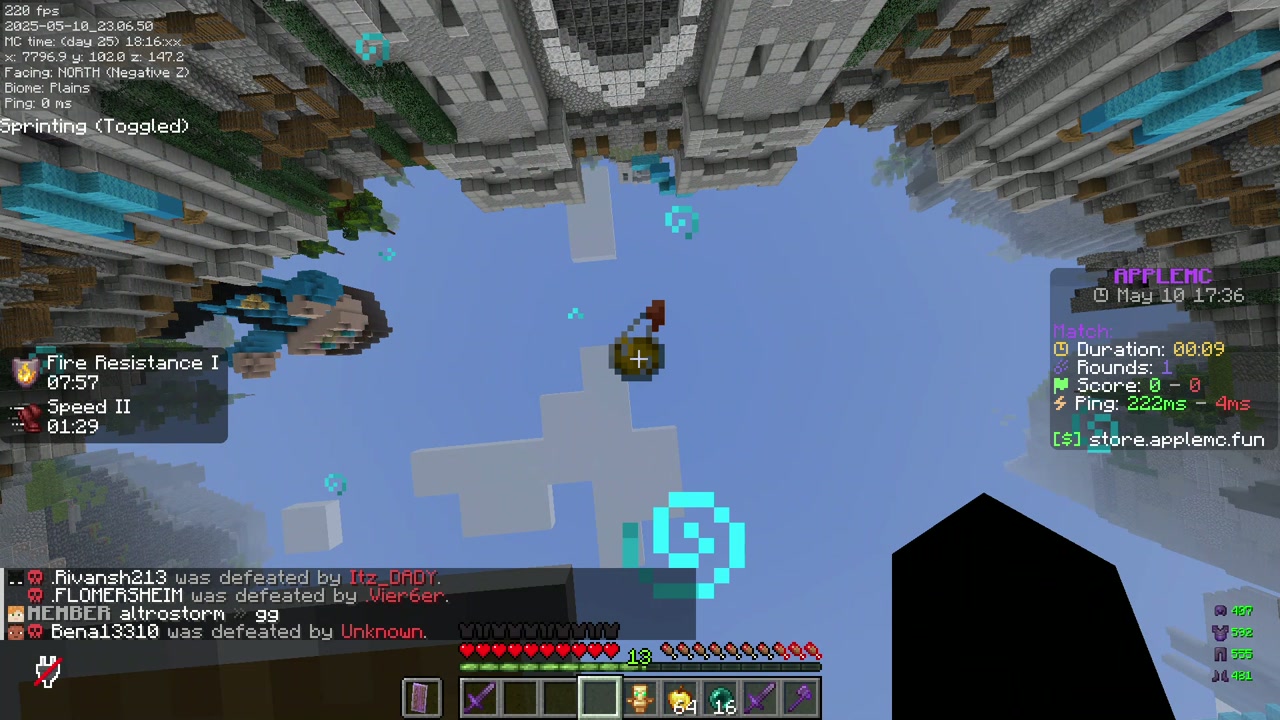 220 fps
2025-05-10_23.06.50
MC time: (day 25) 18:16:xx
x: 7796.9 y: 102.0 z: 147.2
Facing: NORTH (Negative Z)
Biome: Plains
Ping: 0 ms
Sprinting (Toggled)
APPLEMC
May 10 17:36
Match:
Duration: 00:09
Rounds: 1
Score: 0 - 0
Ping: 222ms - 4ms
[$] store.applemc.fun
Fire Resistance I
07:57
Speed II
01:29
.Rivansh213 was defeated by Itz_DADY.
.FLOMERSHEIM was defeated by .Vier6er.
MEMBER altrostorm » gg
Bena13310 was defeated by Unknown.
18
64
16
437
592
555
481